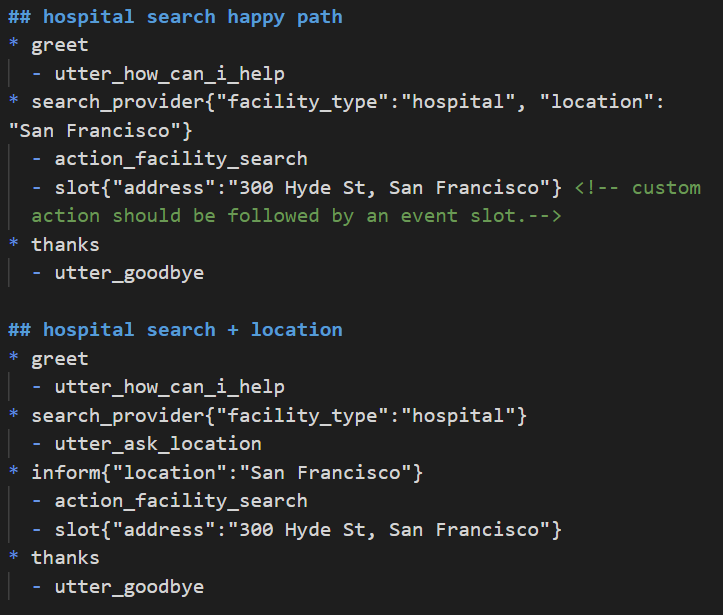 ## hospital search happy path
* greet
- utter_how_can_i_help
* search_provider{"facility_type":"hospital", "location":
"San Francisco"}
- action_facility_search
- slot{"address":"300 Hyde St, San Francisco"} <!-- custom
action should be followed by an event slot.-->
* thanks
- utter_goodbye
## hospital search + location
* greet
- utter_how_can_i_help
* search_provider{"facility_type":"hospital"}
- utter_ask_location
* inform{"location":"San Francisco"}
- action_facility_search
- slot{"address":"300 Hyde St, San Francisco"}
* thanks
- utter_goodbye